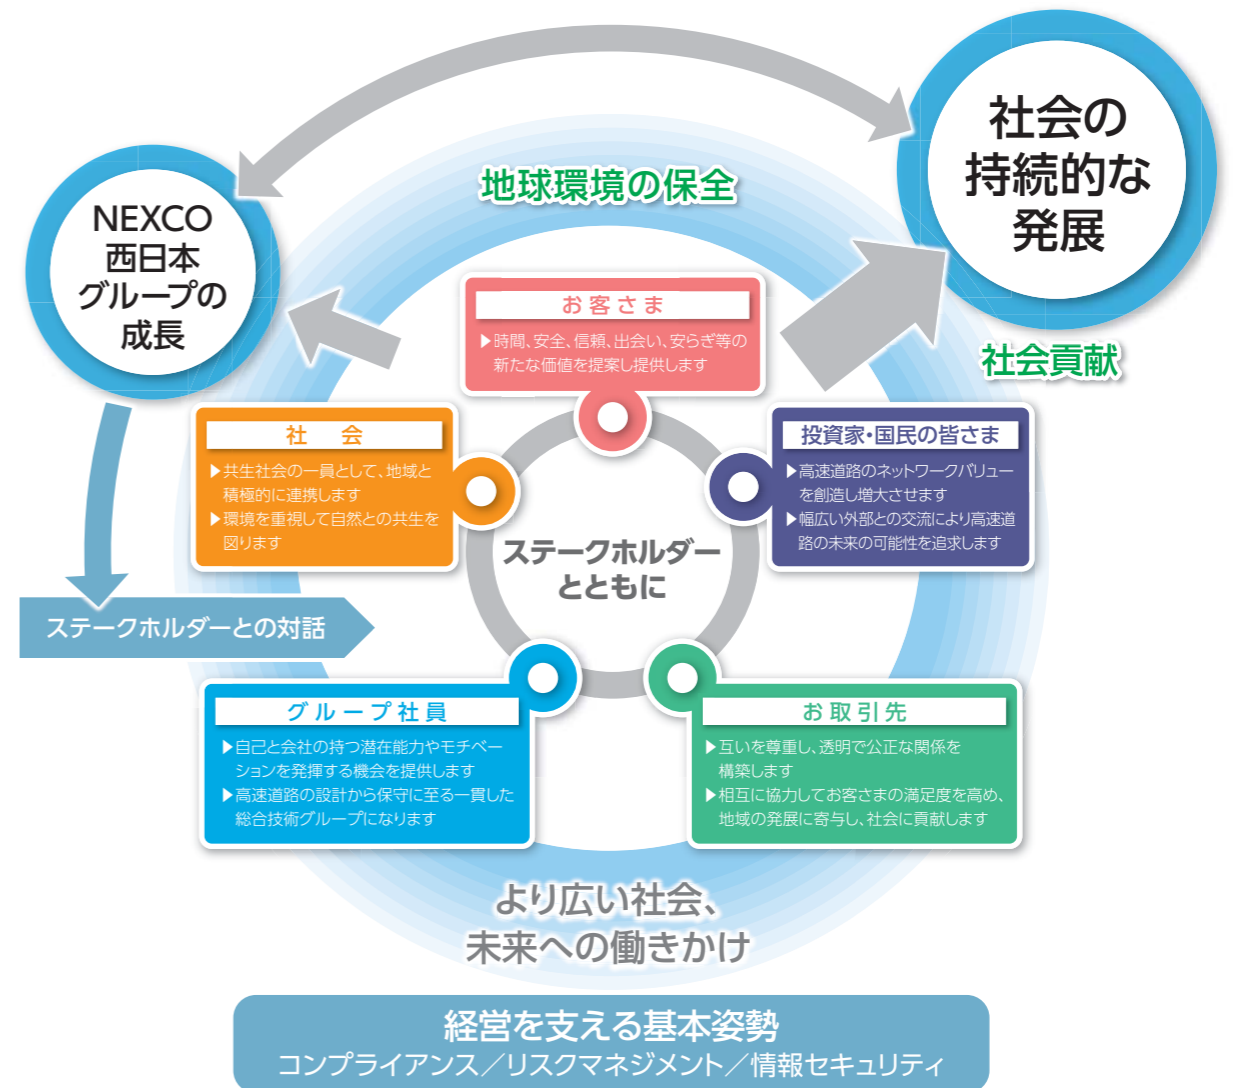 社会の
持続的な
発展
地球環境の保全
NEXCO
西日本
グループの
成長
社会貢献
お客さま
▶時間、安全、信頼、出会い、安らぎ等の
新たな価値を提案し提供します
社　会
▶共生社会の一員として、地域と
積極的に連携します
▶環境を重視して自然との共生を
図ります
投資家・国民の皆さま
▶高速道路のネットワークバリュー
を創造し増大させます
▶幅広い外部との交流により高速道
路の未来の可能性を追求します
ステークホルダー
とともに
ステークホルダーとの対話
グループ社員
▶自己と会社の持つ潜在能力やモチベー
ションを発揮する機会を提供します
▶高速道路の設計から保守に至る一貫した
総合技術グループになります
お取引先
▶互いを尊重し、透明で公正な関係を
構築します
▶相互に協力してお客さまの満足度を高め、
地域の発展に寄与し、社会に貢献します
より広い社会、
未来への働きかけ
経営を支える基本姿勢
コンプライアンス／リスクマネジメント／情報セキュリティ